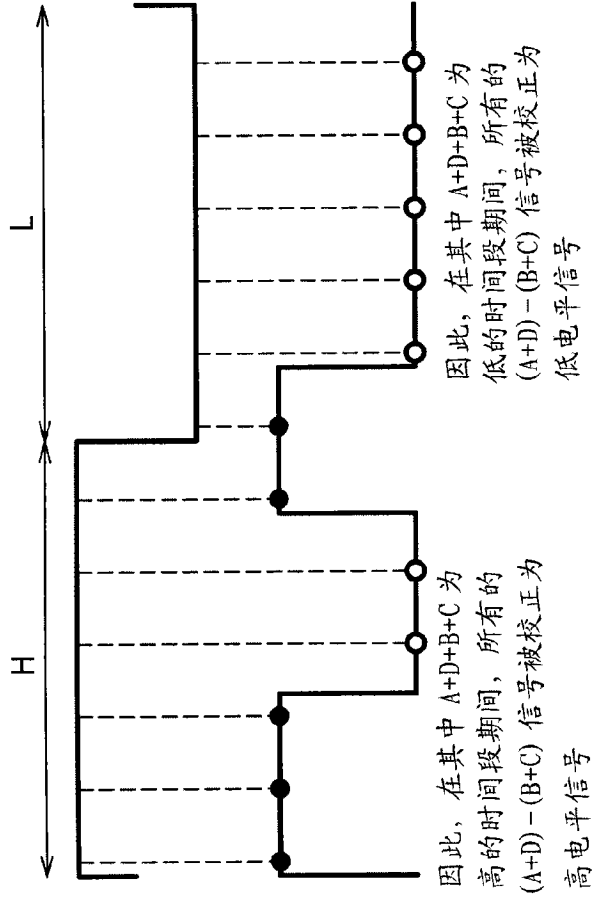 H
L
因此，在其中 A+D+B+C 为
高的时间段期间，所有的
(A+D)-(B+C) 信号被校正为
高电平信号
因此，在其中 A+D+B+C 为
低的时间段期间，所有的
(A+D)-(B+C) 信号被校正为
低电平信号